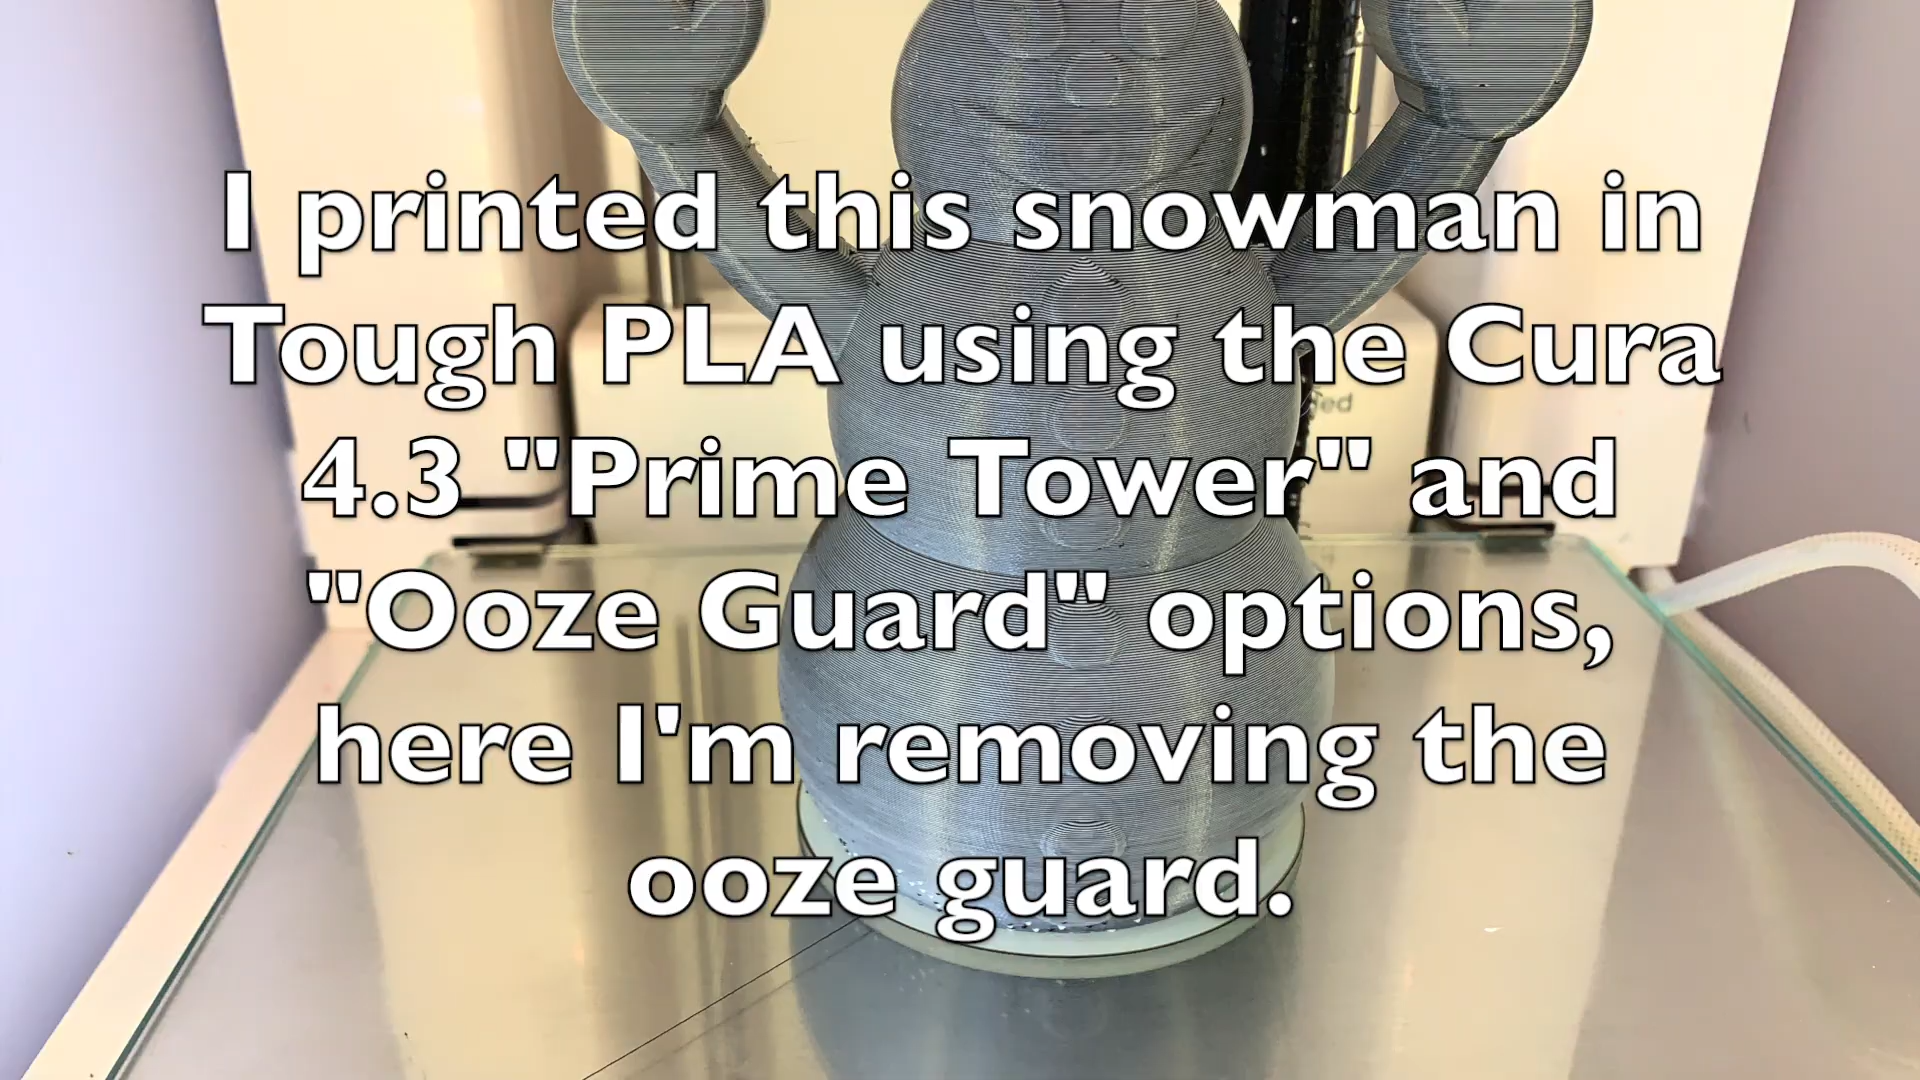 I printed this snowman in
Tough PLA using the Cura
4.3 "Prime Tower" and
"Ooze Guard" options,
here I'm removing the
ooze guard.